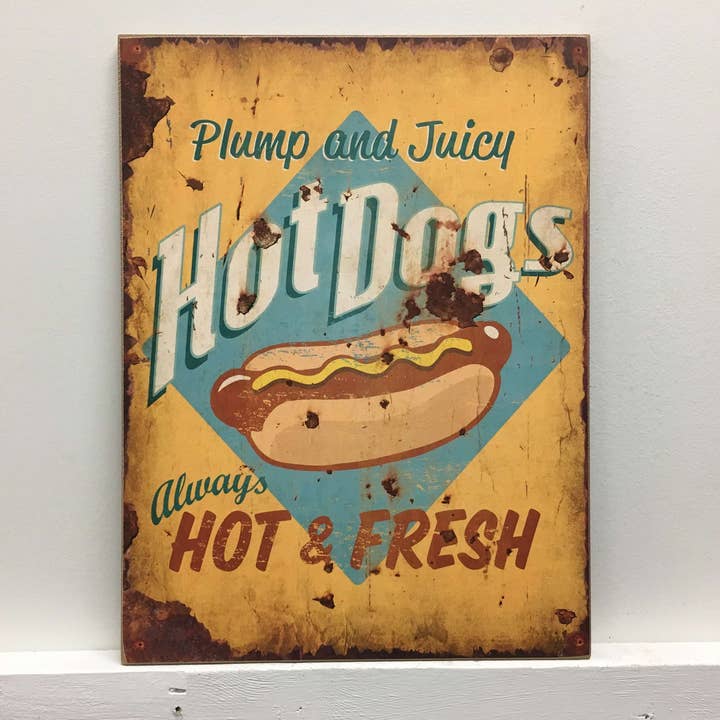 Plump and Juicy
Hot Dogs
Always
HOT & FRESH